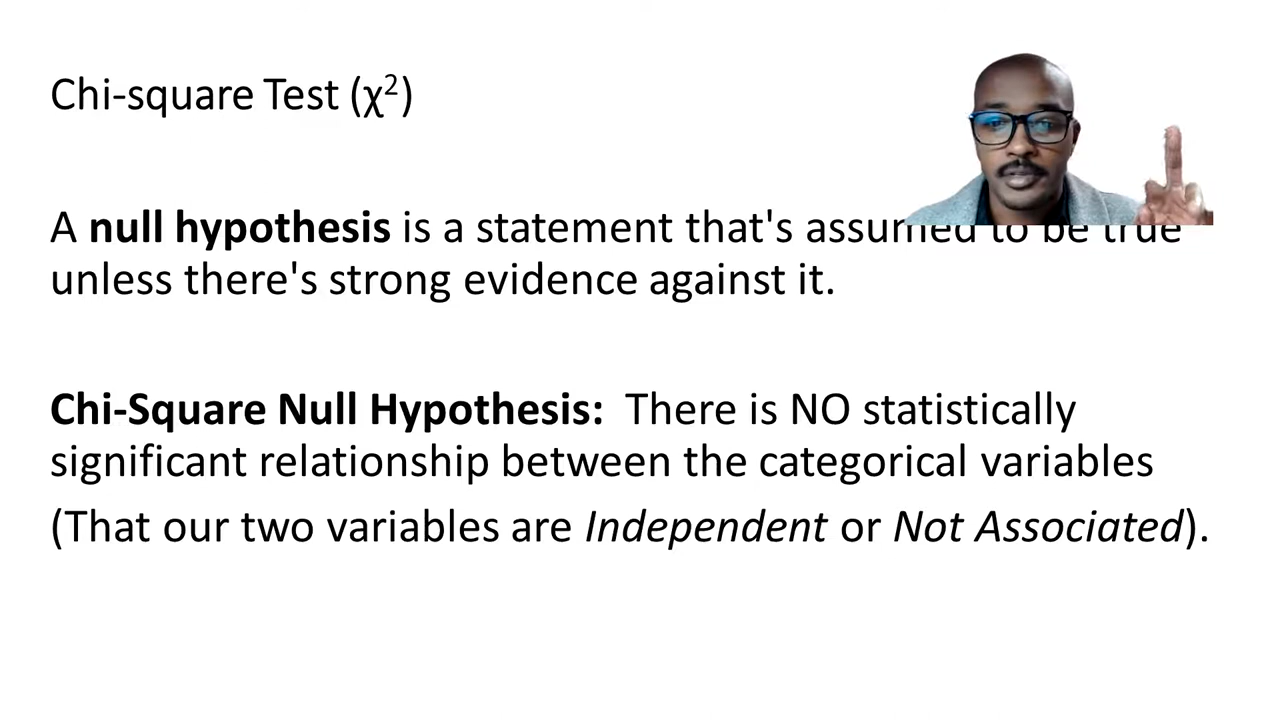 Chi-square Test (χ²)
A null hypothesis is a statement that's assumed to be true
unless there's strong evidence against it.
Chi-Square Null Hypothesis: There is NO statistically
significant relationship between the categorical variables
(That our two variables are Independent or Not Associated).